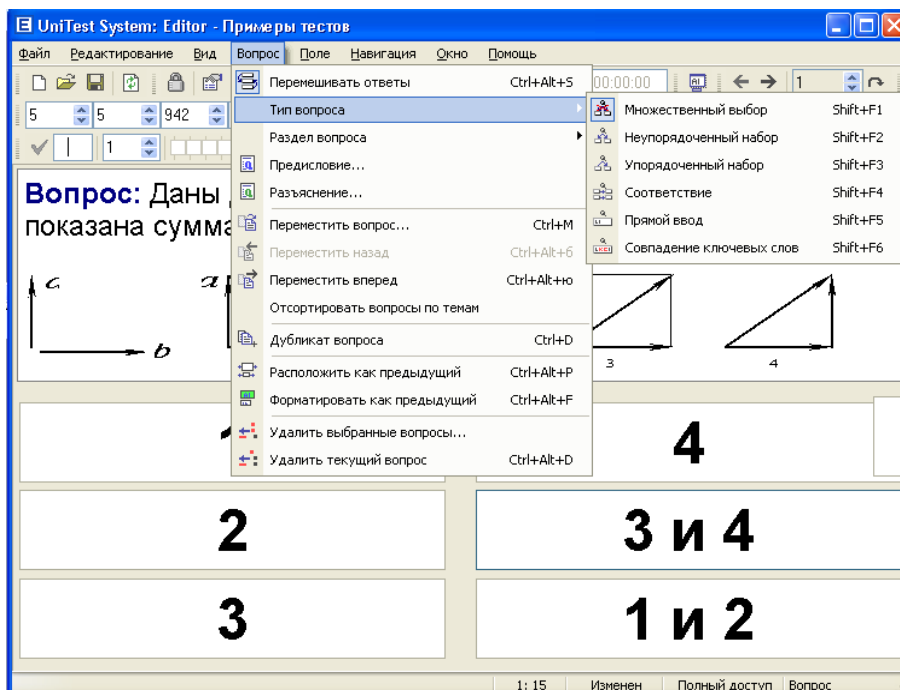 UniTest System: Editor - Примеры тестов
Файл Редактирование Вид Вопрос Поле Навигация Окно Помощь
00:00:00 1
5 5 942
1
Перемешивать ответы Ctrl+Alt+S
Тип вопроса
Раздел вопроса
Предисловие...
Разъяснение...
Переместить вопрос... Ctrl+M
Переместить назад Ctrl+Alt+б
Переместить вперед Ctrl+Alt+ю
Отсортировать вопросы по темам
Дубликат вопроса Ctrl+D
Расположить как предыдущий Ctrl+Alt+P
Форматировать как предыдущий Ctrl+Alt+F
Удалить выбранные вопросы...
Удалить текущий вопрос Ctrl+Alt+D
Множественный выбор Shift+F1
Неупорядоченный набор Shift+F2
Упорядоченный набор Shift+F3
Соответствие Shift+F4
Прямой ввод Shift+F5
Совпадение ключевых слов Shift+F6
Вопрос: Даны
показана сумма
c a
b 3 4
4
2 3 и 4
3 1 и 2
1: 15 Изменен Полный доступ Вопрос